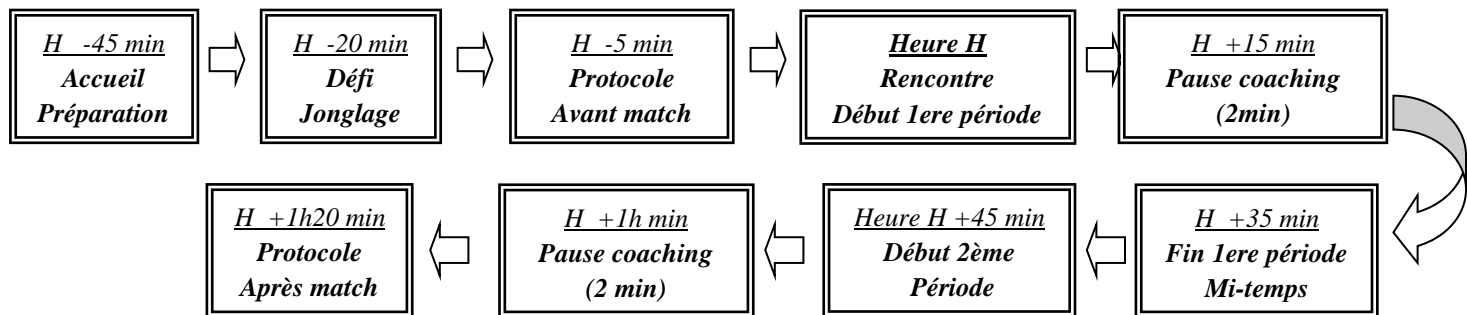 H -45 min
Accueil
Préparation
H -20 min
Défi
Jonglage
H -5 min
Protocole
Avant match
Heure H
Rencontre
Début 1ere période
H +15 min
Pause coaching
(2min)
H +35 min
Fin 1ere période
Mi-temps
Heure H +45 min
Début 2ème
Période
H +1h min
Pause coaching
(2 min)
H +1h20 min
Protocole
Après match